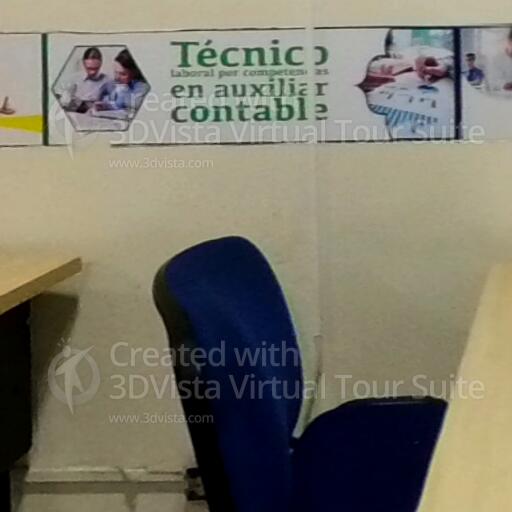 Técnico
laboral por competencias
en auxiliar
contable
Created with
3DVista Virtual Tour Suite
www.3dvista.com
Created with
3DVista Virtual Tour Suite
www.3dvista.com